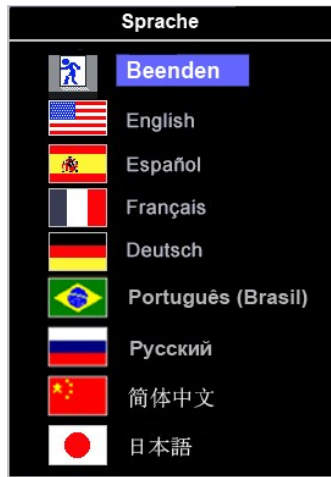 Sprache
Beenden
English
Español
Français
Deutsch
Português (Brasil)
Русский
简体中文
日本語